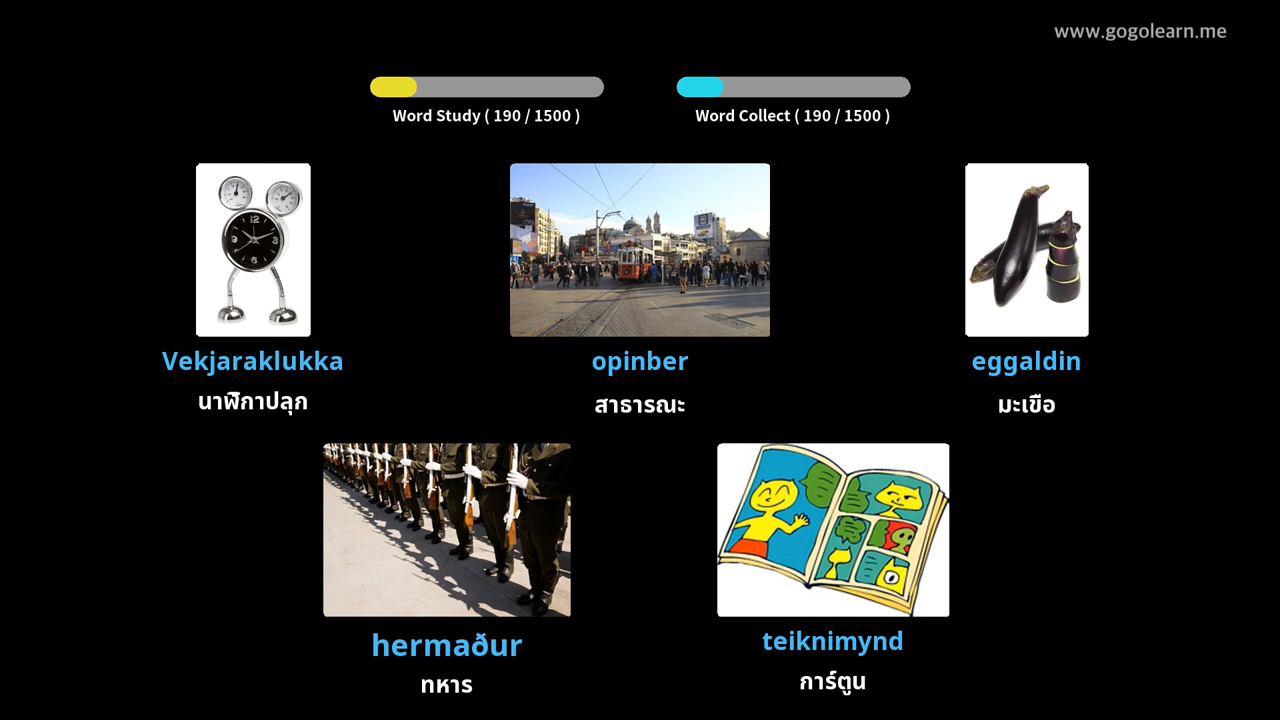 www.gogolearn.me
Word Study ( 190 / 1500 )
Word Collect ( 190 / 1500 )
Vekjaraklukka
opinber
eggaldin
นาฬิกาปลุก
สาธารณะ
มะเขือ
hermaður
teiknimynd
ทหาร
การ์ตูน